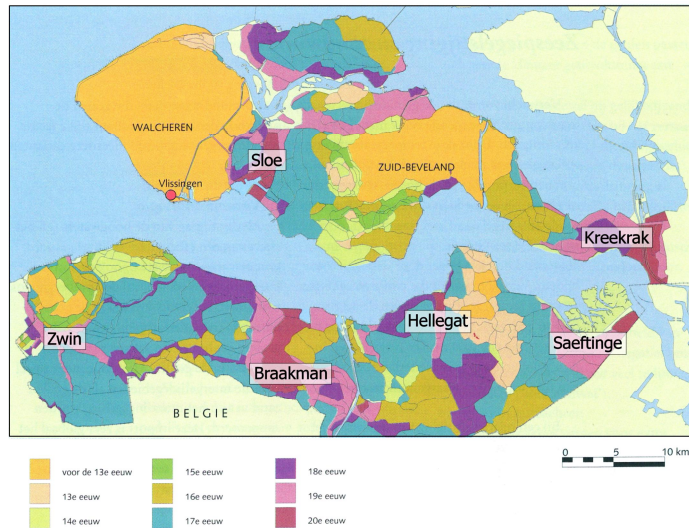 WALCHEREN
Vlissingen
Sloe
ZUID-BEVELAND
Kreekrak
Zwin
Hellegat
Saeftinge
Braakman
BELGIE
0 5 10 km
voor de 13e eeuw
13e eeuw
14e eeuw
15e eeuw
16e eeuw
17e eeuw
18e eeuw
19e eeuw
20e eeuw